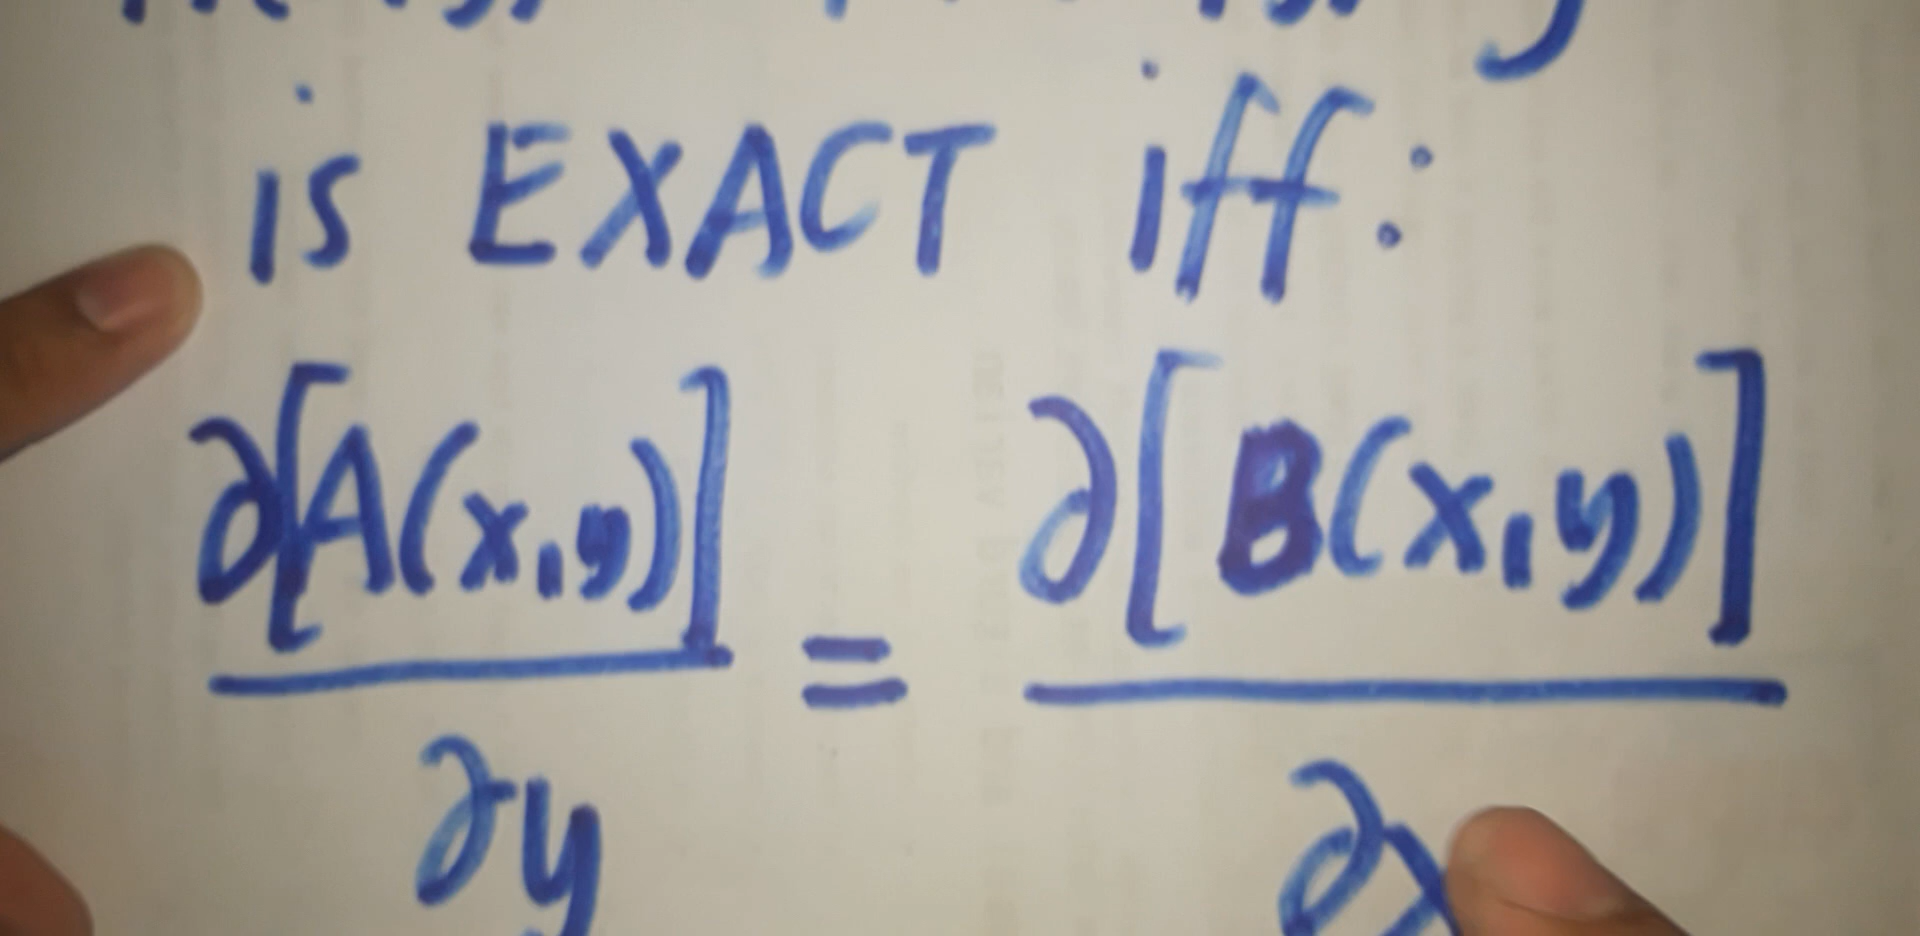 is EXACT iff:
∂[A(x,y)] = ∂[B(x,y)]
∂y ∂x